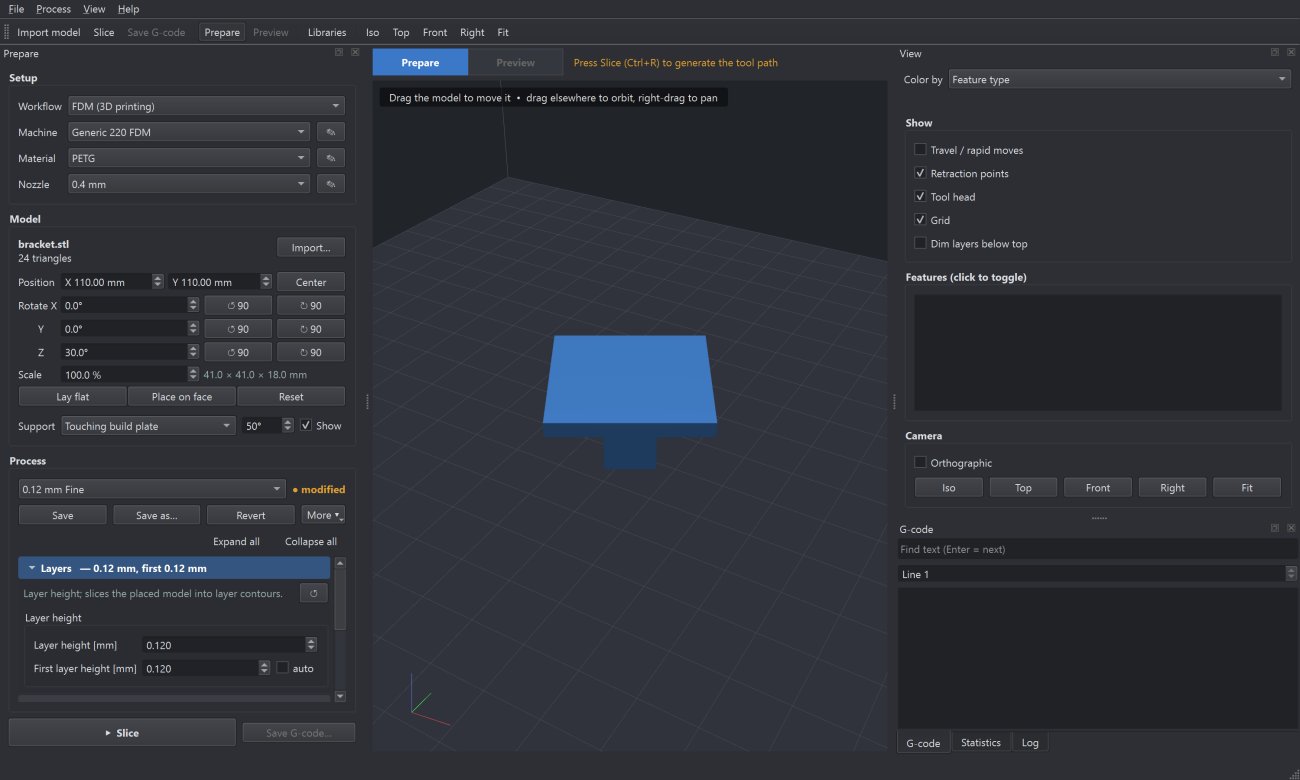 File Process View Help
Import model Slice Save G-code Prepare Preview Libraries Iso Top Front Right Fit
Prepare
Setup
Workflow FDM (3D printing)
Machine Generic 220 FDM
Material PETG
Nozzle 0.4 mm
Model
bracket.stl
24 triangles
Import...
Position X 110.00 mm Y 110.00 mm Center
Rotate X 0.0° ↺ 90 ↻ 90
Y 0.0° ↺ 90 ↻ 90
Z 30.0° ↺ 90 ↻ 90
Scale 100.0 % 41.0 × 41.0 × 18.0 mm
Lay flat Place on face Reset
Support Touching build plate 50° Show
Process
0.12 mm Fine ● modified
Save Save as... Revert More
Expand all Collapse all
Layers — 0.12 mm, first 0.12 mm
Layer height; slices the placed model into layer contours.
Layer height
Layer height [mm] 0.120
First layer height [mm] 0.120 auto
Slice Save G-code...
Prepare Preview Press Slice (Ctrl+R) to generate the tool path
Drag the model to move it • drag elsewhere to orbit, right-drag to pan
View
Color by Feature type
Show
Travel / rapid moves
Retraction points
Tool head
Grid
Dim layers below top
Features (click to toggle)
Camera
Orthographic
Iso Top Front Right Fit
G-code
Find text (Enter = next)
Line 1
G-code Statistics Log